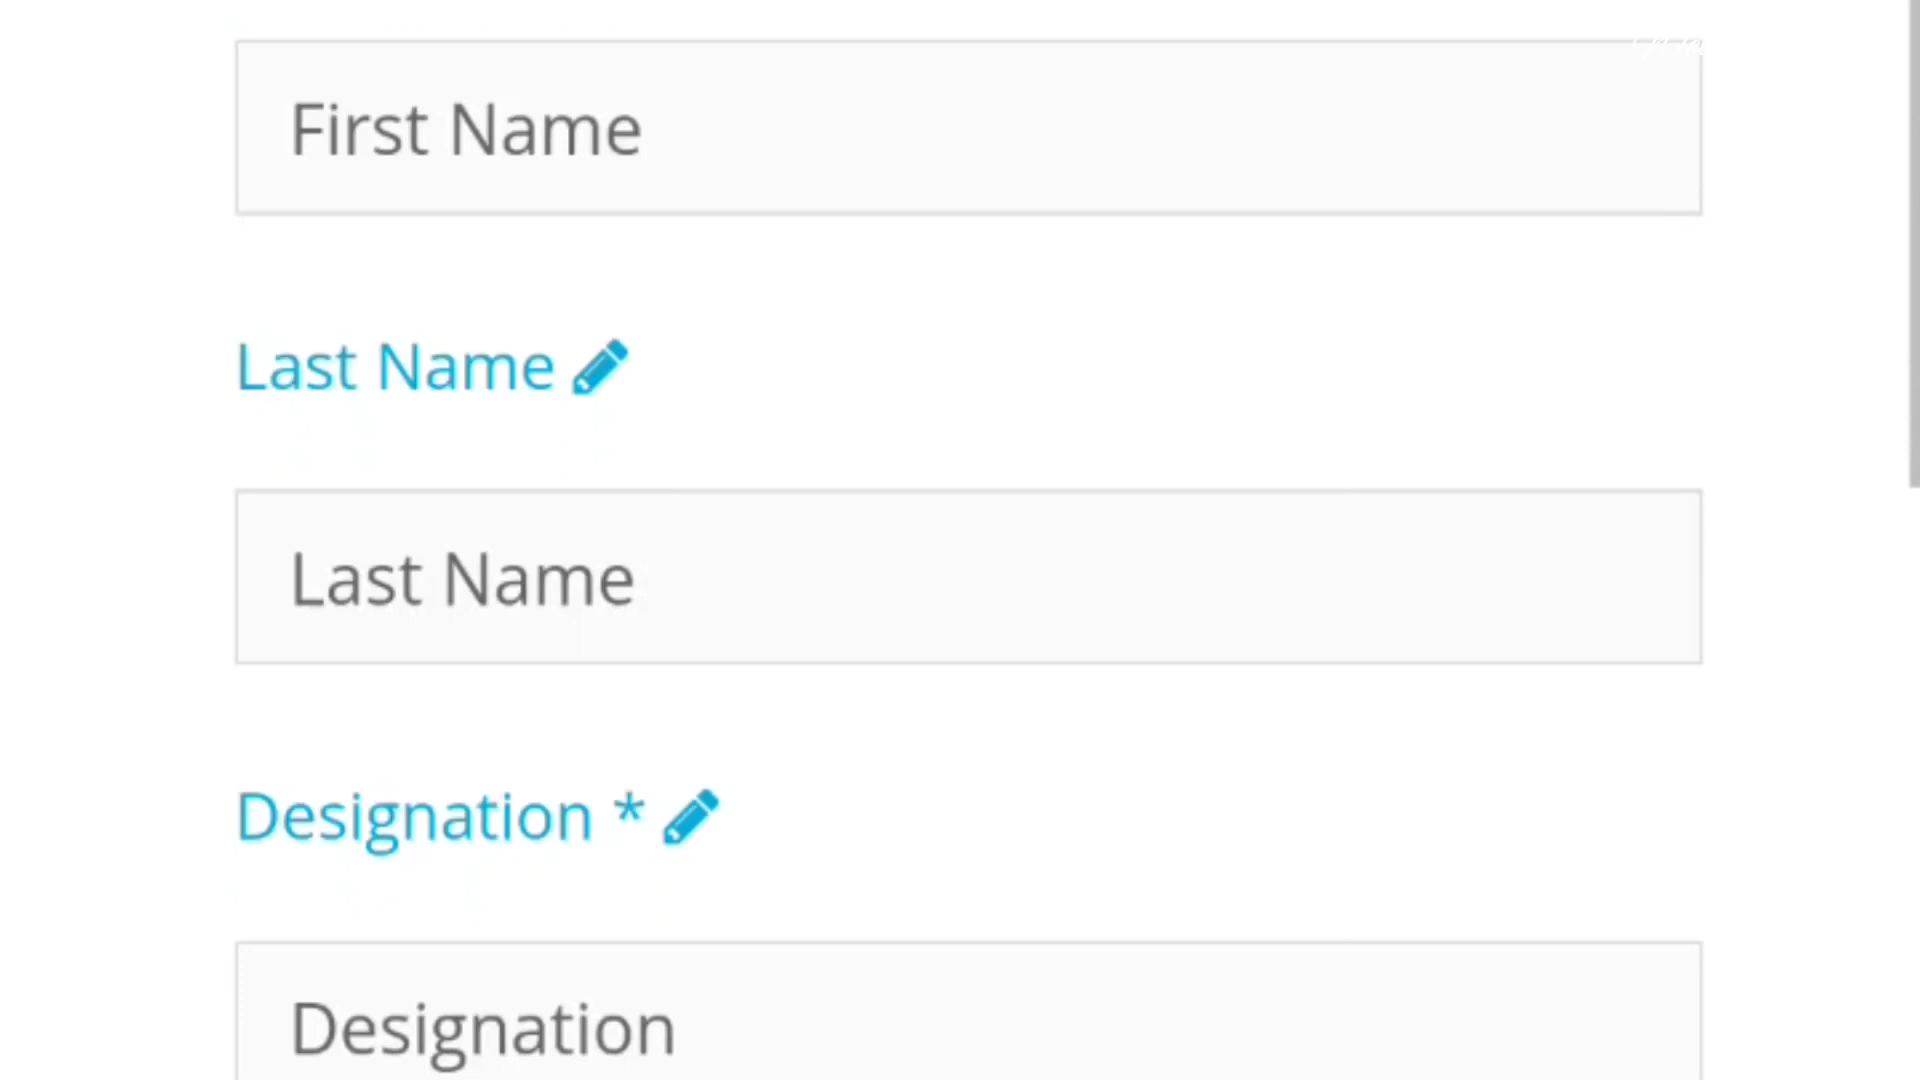 First Name
Last Name
Last Name
Designation *
Designation